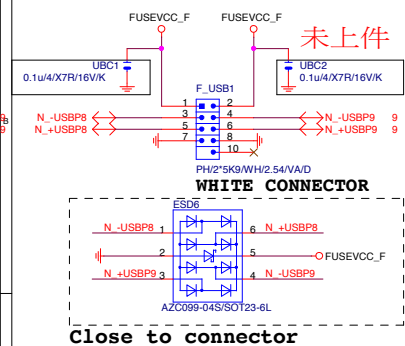 FUSEVCC_F FUSEVCC_F
未上件
UBC1
0.1u/4/X7R/16V/K
UBC2
0.1u/4/X7R/16V/K
F_USB1
1 2
N_-USBP8 3 4 N_-USBP9 9
N_+USBP8 5 6 N_+USBP9 9
7 8
10
PH/2*5K9/WH/2.54/VA/D
WHITE CONNECTOR
ESD6
N_-USBP8 1 6 N_+USBP8
2 5 FUSEVCC_F
N_+USBP9 3 4 N_-USBP9
AZC099-04S/SOT23-6L
Close to connector